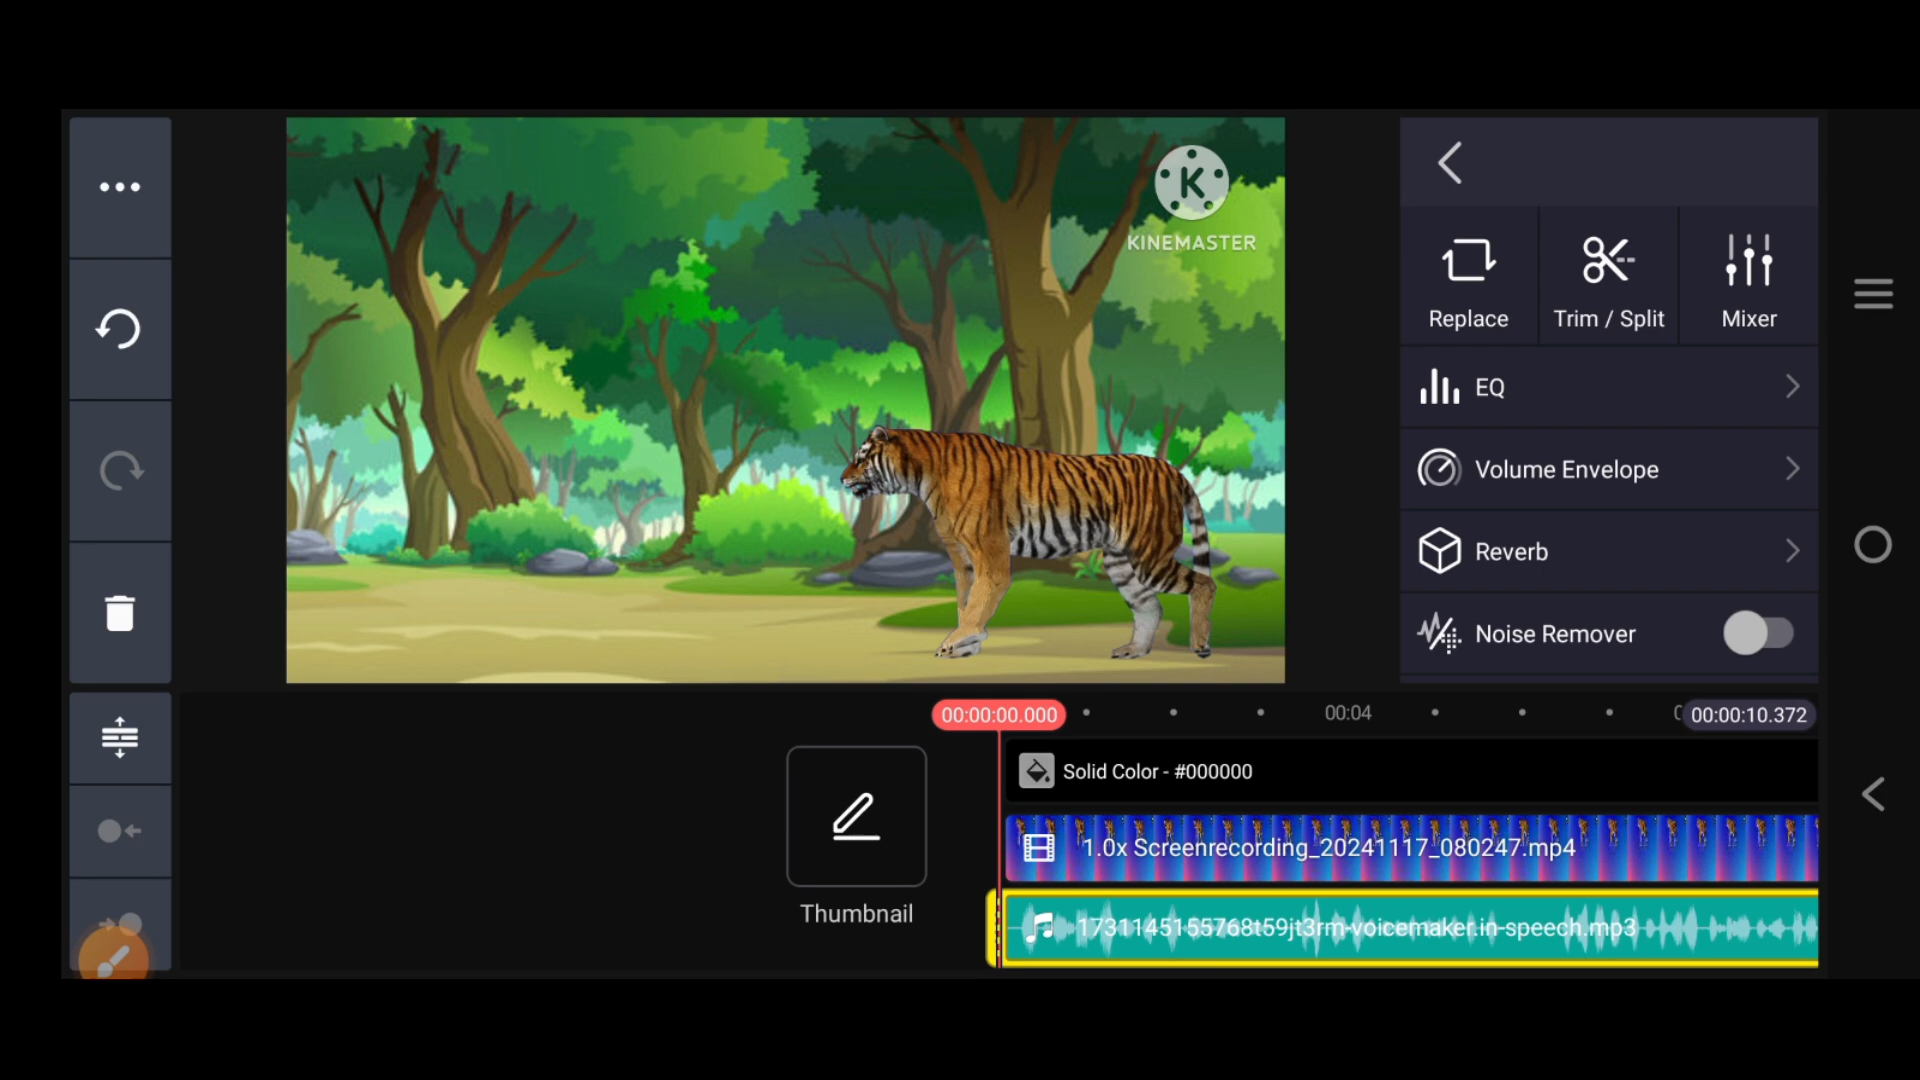 K
KINEMASTER
Replace
Trim / Split
Mixer
EQ
Volume Envelope
Reverb
Noise Remover
00:00:00.000
00:04
00:00:10.372
Solid Color - #000000
1.0x Screenrecording_20241117_080247.mp4
Thumbnail
1731145155768t59jt3rm-voicemaker.in-speech.mp3